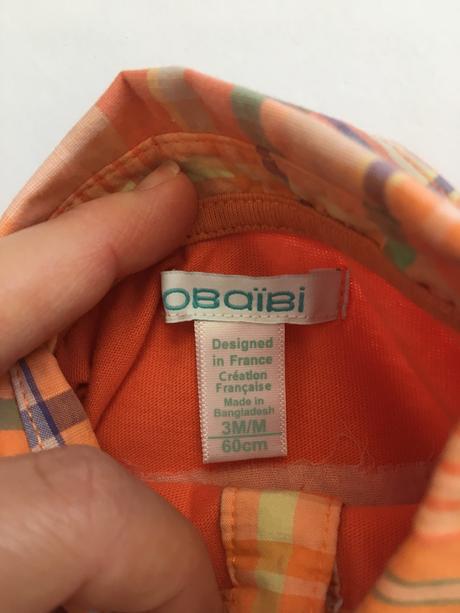 OBaïBi
Designed
in France
Création
Française
Made in
Bangladesh
3M/M
60cm